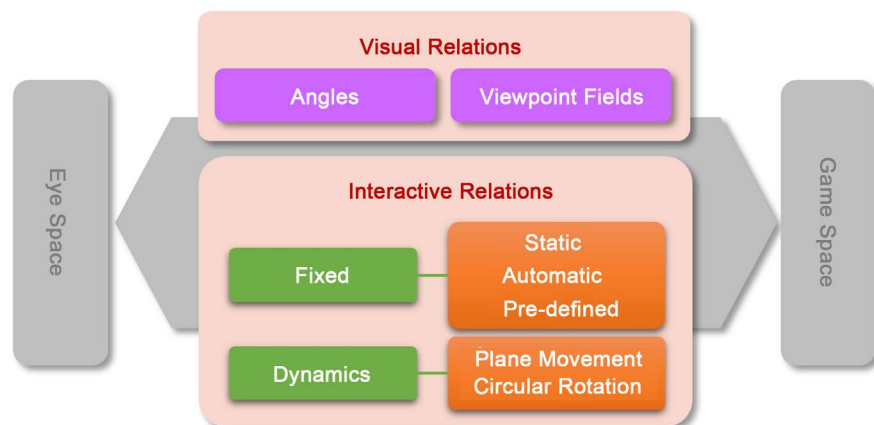 Visual Relations
Angles
Viewpoint Fields
Eye Space
Game Space
Interactive Relations
Fixed
Static
Automatic
Pre-defined
Dynamics
Plane Movement
Circular Rotation